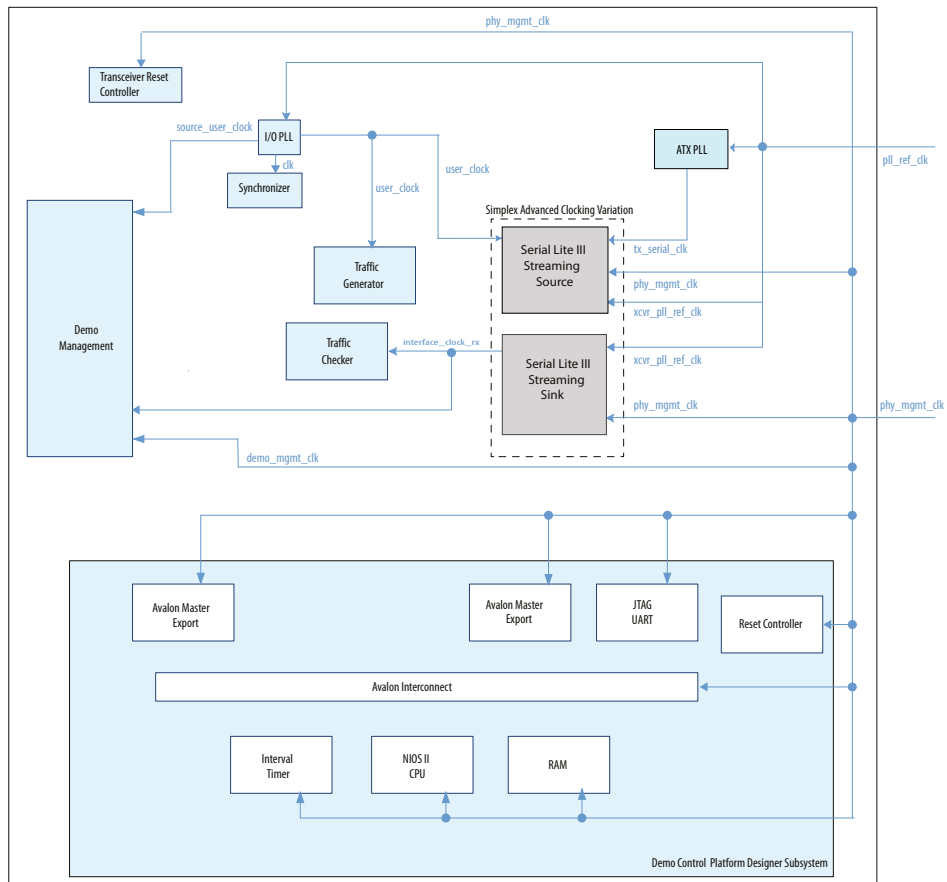 phy_mgmt_clk
Transceiver Reset
Controller
source_user_clock
I/O PLL
clk
Synchronizer
user_clock
user_clock
ATX PLL
pll_ref_clk
Simplex Advanced Clocking Variation
Serial Lite III
Streaming
Source
tx_serial_clk
phy_mgmt_clk
xcvr_pll_ref_clk
Traffic
Generator
Demo
Management
Traffic
Checker
interface_clock_rx
Serial Lite III
Streaming
Sink
xcvr_pll_ref_clk
phy_mgmt_clk
phy_mgmt_clk
demo_mgmt_clk
Avalon Master
Export
Avalon Master
Export
JTAG
UART
Reset Controller
Avalon Interconnect
Interval
Timer
NIOS II
CPU
RAM
Demo Control Platform Designer Subsystem